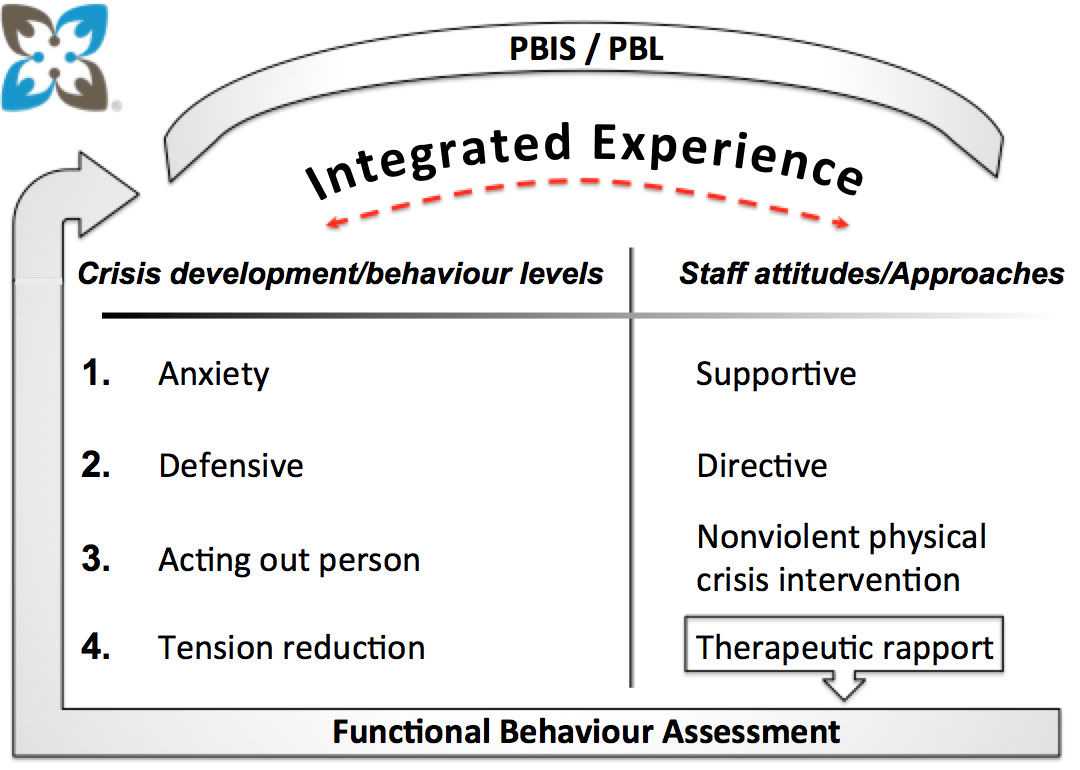 PBIS / PBL
Integrated Experience
Crisis development/behaviour levels Staff attitudes/Approaches
1. Anxiety Supportive
2. Defensive Directive
3. Acting out person Nonviolent physical
crisis intervention
4. Tension reduction Therapeutic rapport
Functional Behaviour Assessment
®